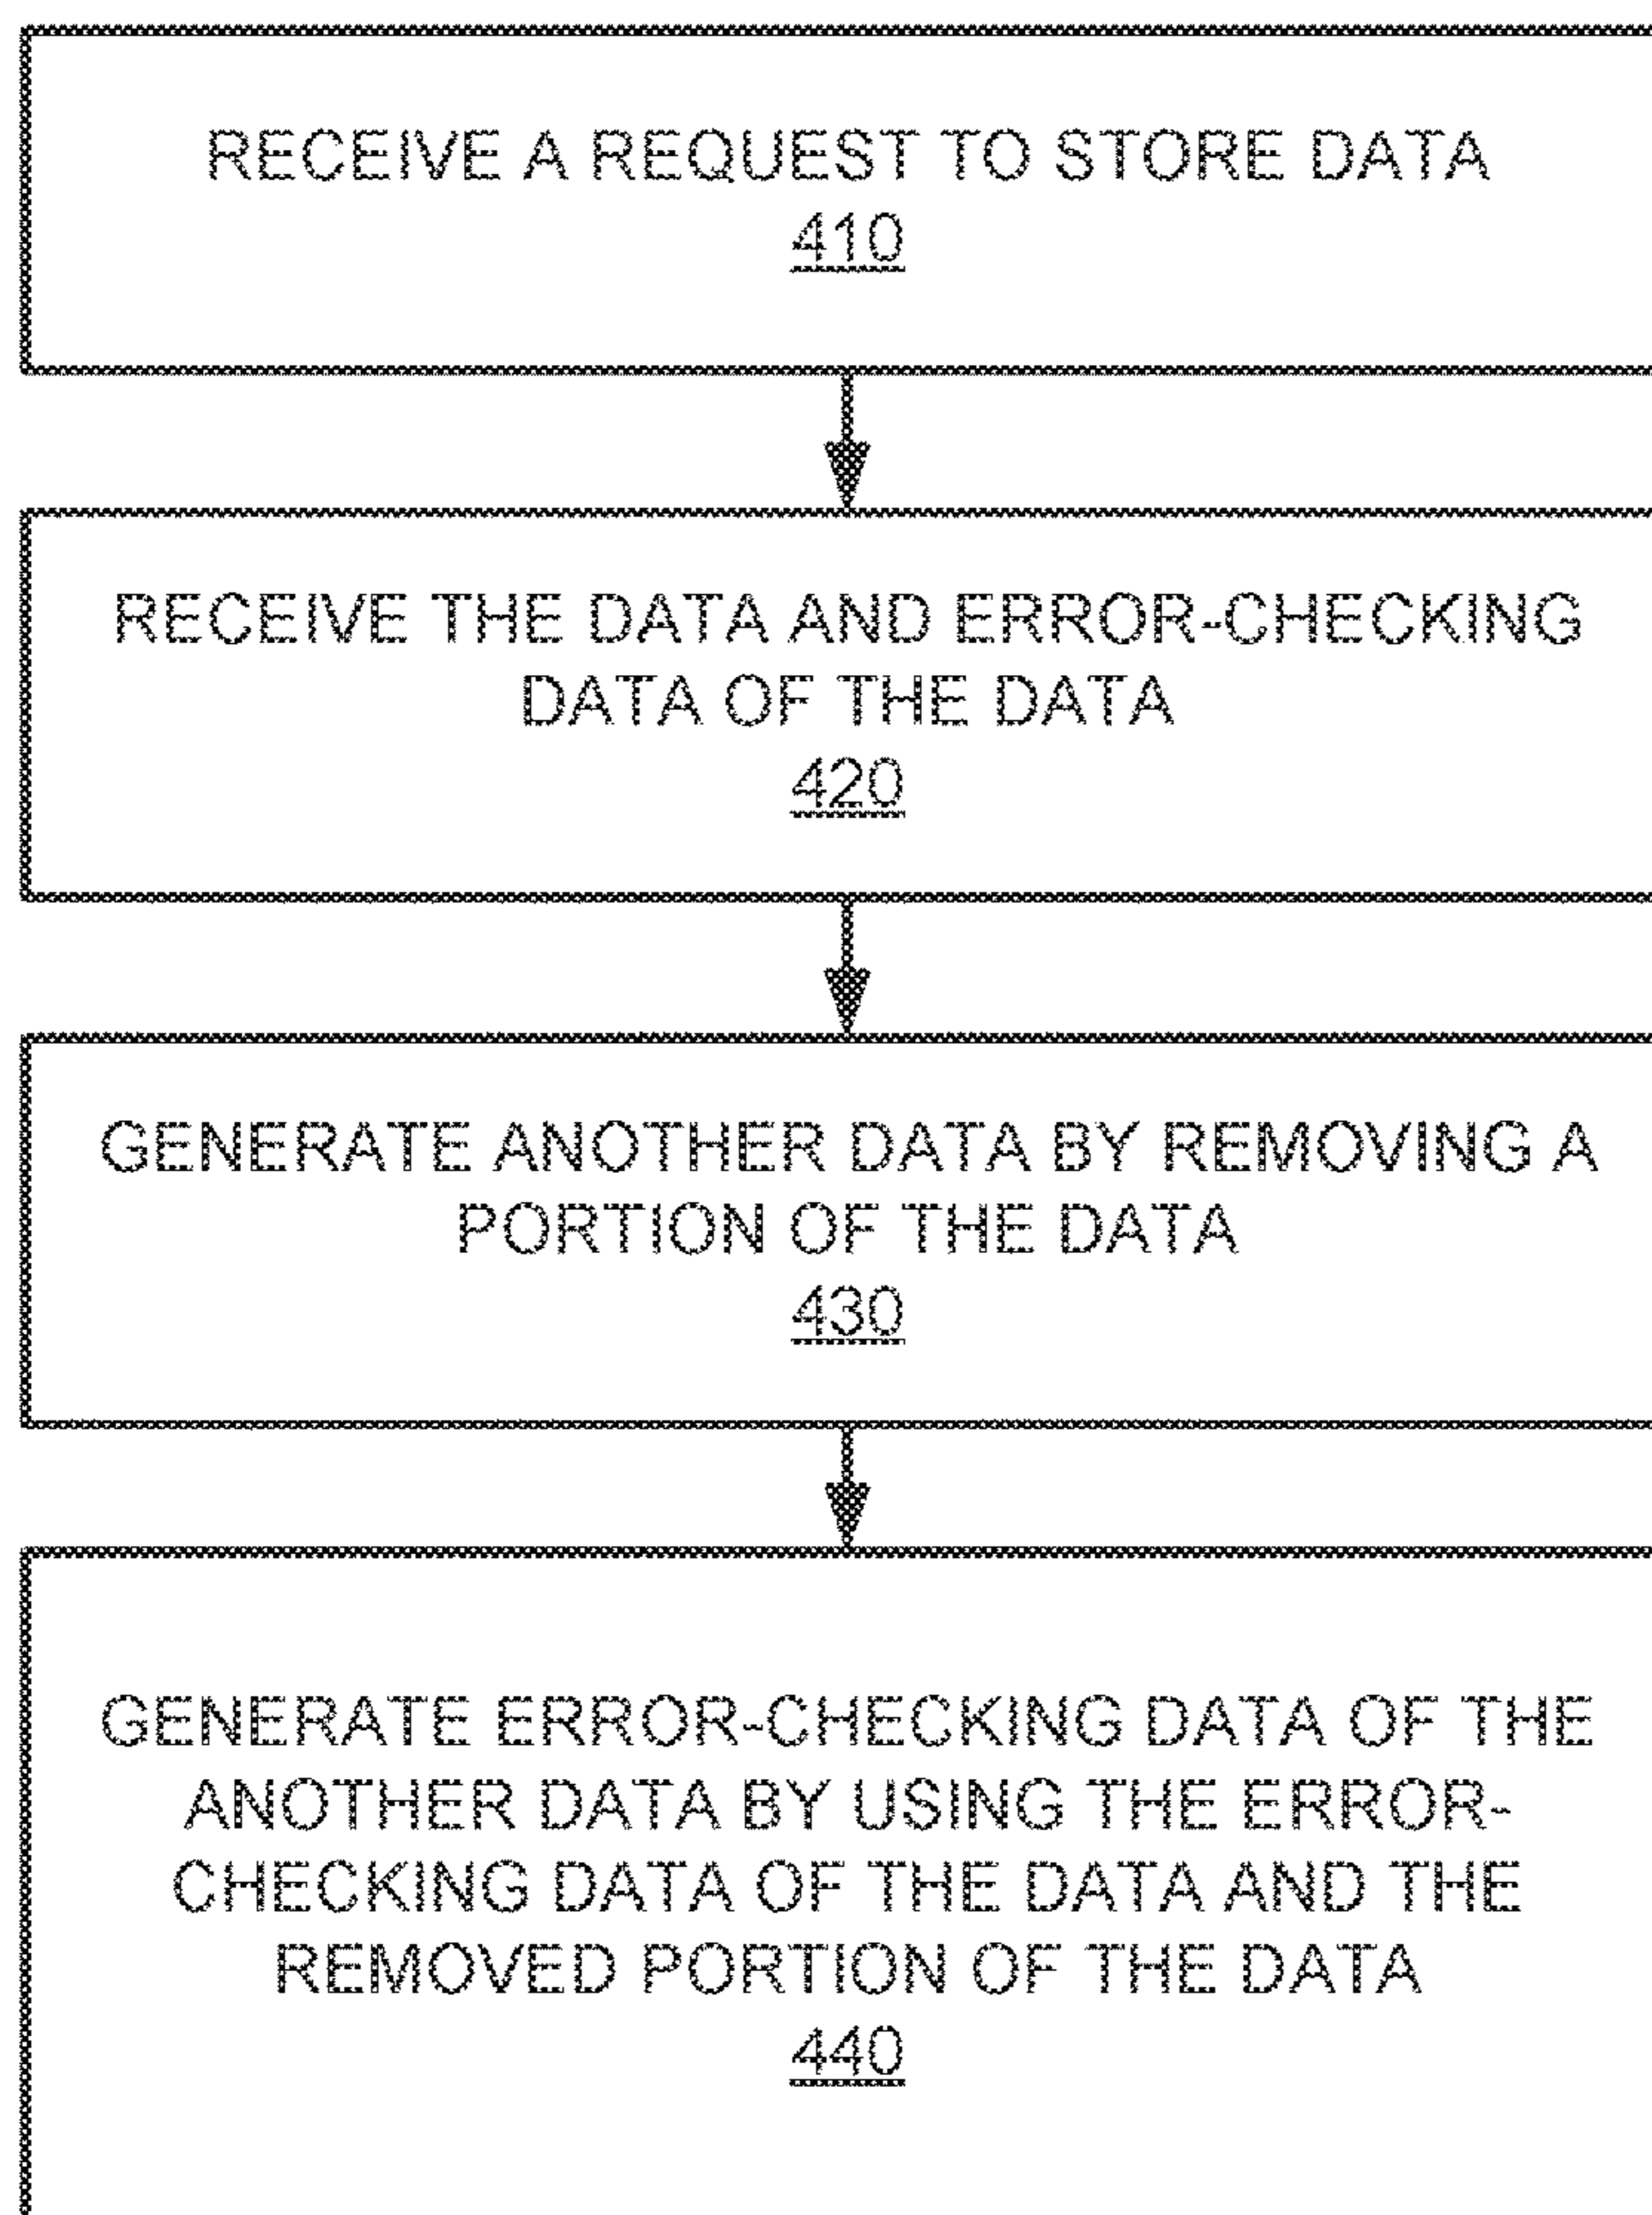 RECEIVE A REQUEST TO STORE DATA
410
RECEIVE THE DATA AND ERROR-CHECKING
DATA OF THE DATA
420
GENERATE ANOTHER DATA BY REMOVING A
PORTION OF THE DATA
430
GENERATE ERROR-CHECKING DATA OF THE
ANOTHER DATA BY USING THE ERROR-
CHECKING DATA OF THE DATA AND THE
REMOVED PORTION OF THE DATA
440